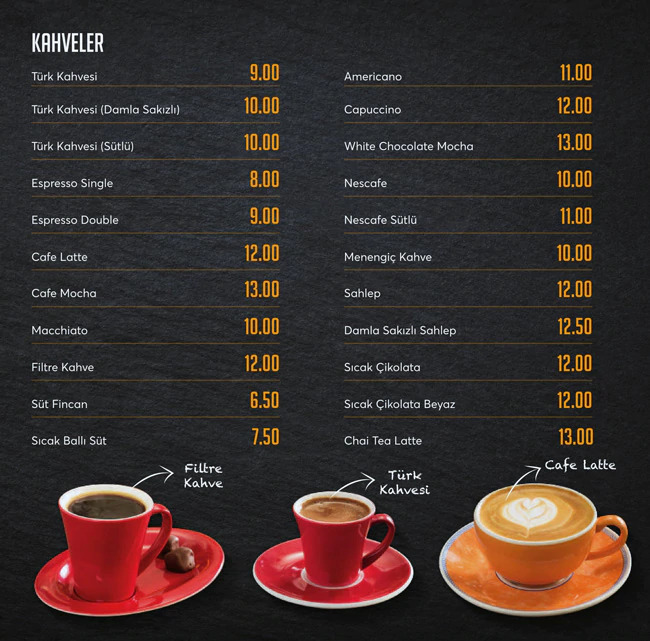 KAHVELER
Türk Kahvesi 9.00
Türk Kahvesi (Damla Sakızlı) 10.00
Türk Kahvesi (Sütlü) 10.00
Espresso Single 8.00
Espresso Double 9.00
Cafe Latte 12.00
Cafe Mocha 13.00
Macchiato 10.00
Filtre Kahve 12.00
Süt Fincan 6.50
Sıcak Ballı Süt 7.50
Americano 11.00
Capuccino 12.00
White Chocolate Mocha 13.00
Nescafe 10.00
Nescafe Sütlü 11.00
Menengiç Kahve 10.00
Sahlep 12.00
Damla Sakızlı Sahlep 12.50
Sıcak Çikolata 12.00
Sıcak Çikolata Beyaz 12.00
Chai Tea Latte 13.00
Filtre
Kahve
Türk
Kahvesi
Cafe Latte